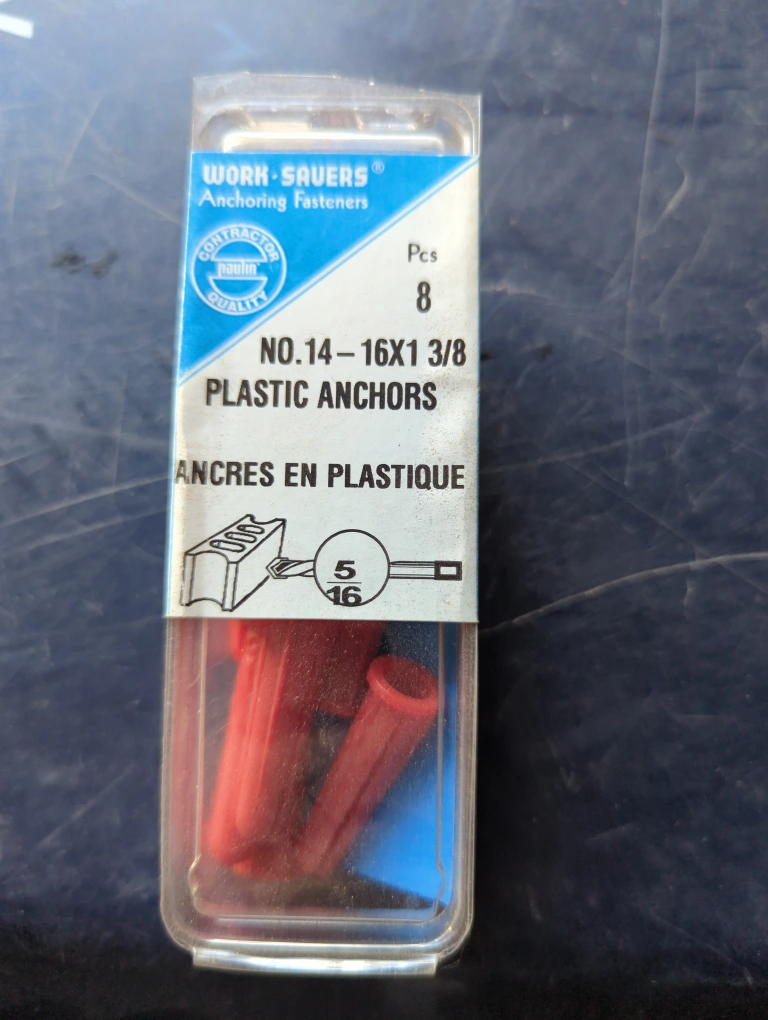 WORK·SAVERS®
Anchoring Fasteners
CONTRACTOR
paulin
QUALITY
Pcs
8
NO.14–16X1 3/8
PLASTIC ANCHORS
ANCRES EN PLASTIQUE
5
16